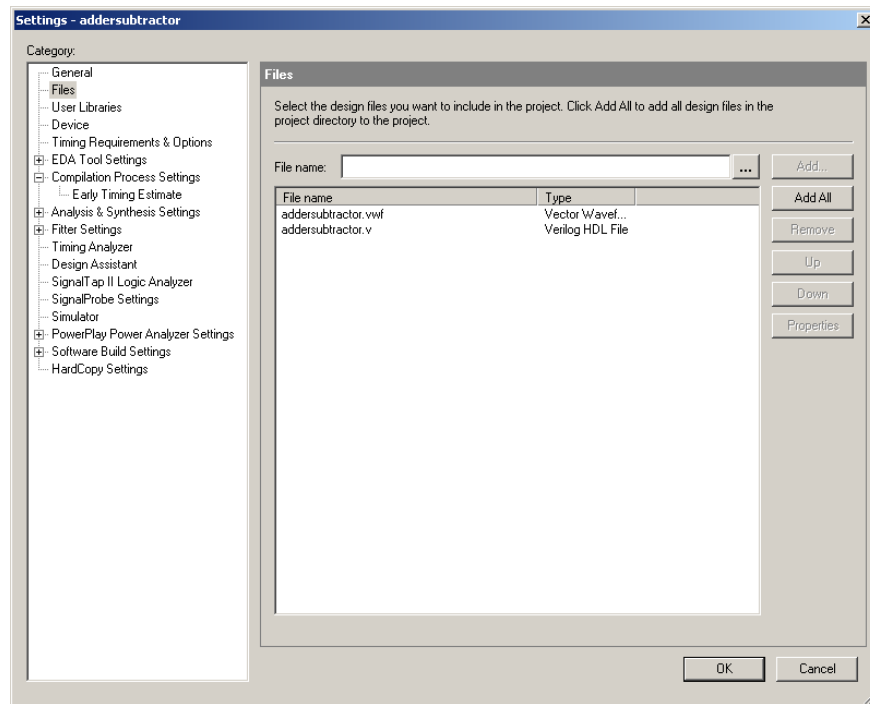 Settings - addersubtractor
Category:
General
Files
User Libraries
Device
Timing Requirements & Options
EDA Tool Settings
Compilation Process Settings
Early Timing Estimate
Analysis & Synthesis Settings
Fitter Settings
Timing Analyzer
Design Assistant
SignalTap II Logic Analyzer
SignalProbe Settings
Simulator
PowerPlay Power Analyzer Settings
Software Build Settings
HardCopy Settings
Files
Select the design files you want to include in the project. Click Add All to add all design files in the
project directory to the project.
File name:
...
Add...
File name Type
addersubtractor.vwf Vector Wavef...
addersubtractor.v Verilog HDL File
Add All
Remove
Up
Down
Properties
OK
Cancel